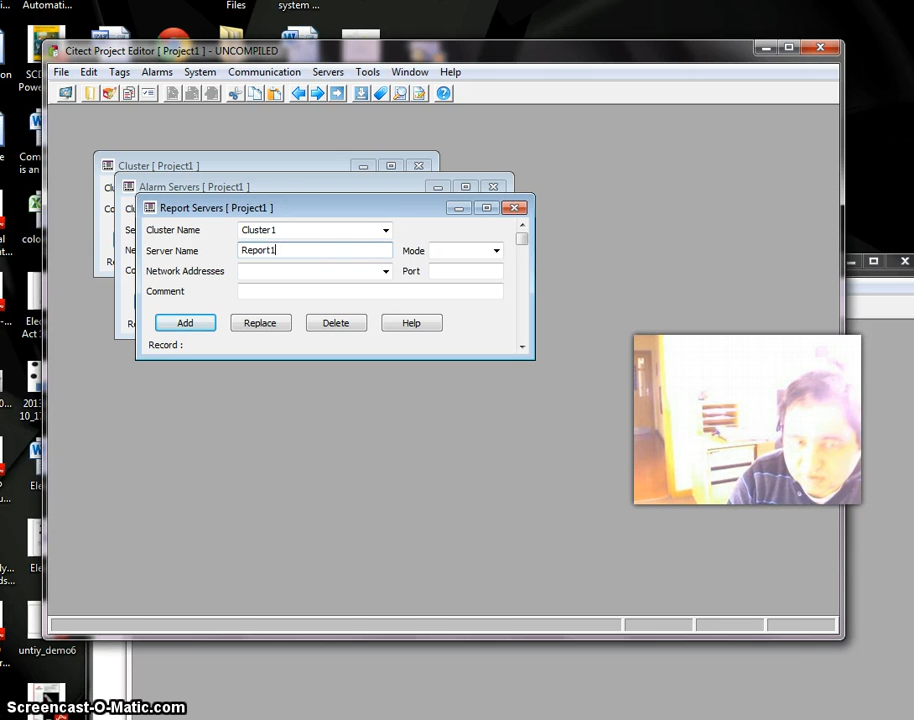 Automati...
Files
system ...
Citect Project Editor [ Project1 ] - UNCOMPILED
File Edit Tags Alarms System Communication Servers Tools Window Help
Cluster [ Project1 ]
Alarm Servers [ Project1 ]
Report Servers [ Project1 ]
Cluster Name Cluster1
Server Name Report1 Mode
Network Addresses Port
Comment
Add Replace Delete Help
Record :
untiy_demo6
Screencast-O-Matic.com